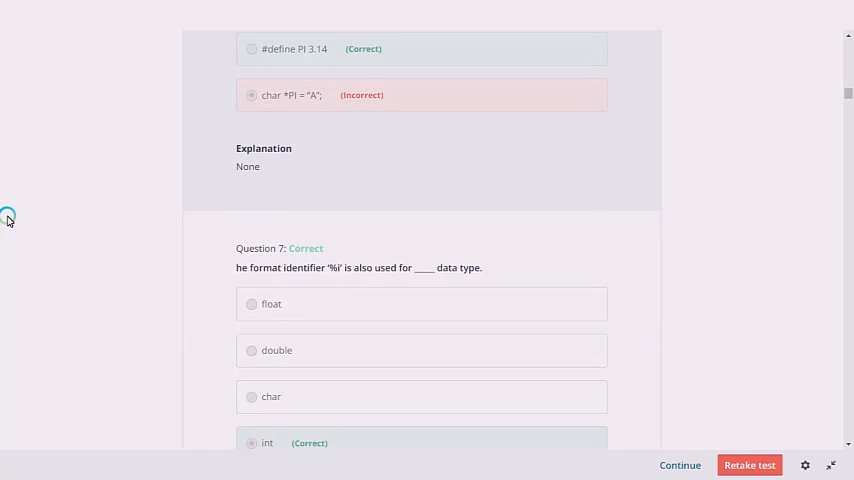 #define PI 3.14 (Correct)
char *PI = “A”; (Incorrect)
Explanation
None
Question 7: Correct
he format identifier ‘%i’ is also used for _____ data type.
float
double
char
int (Correct)
Continue Retake test